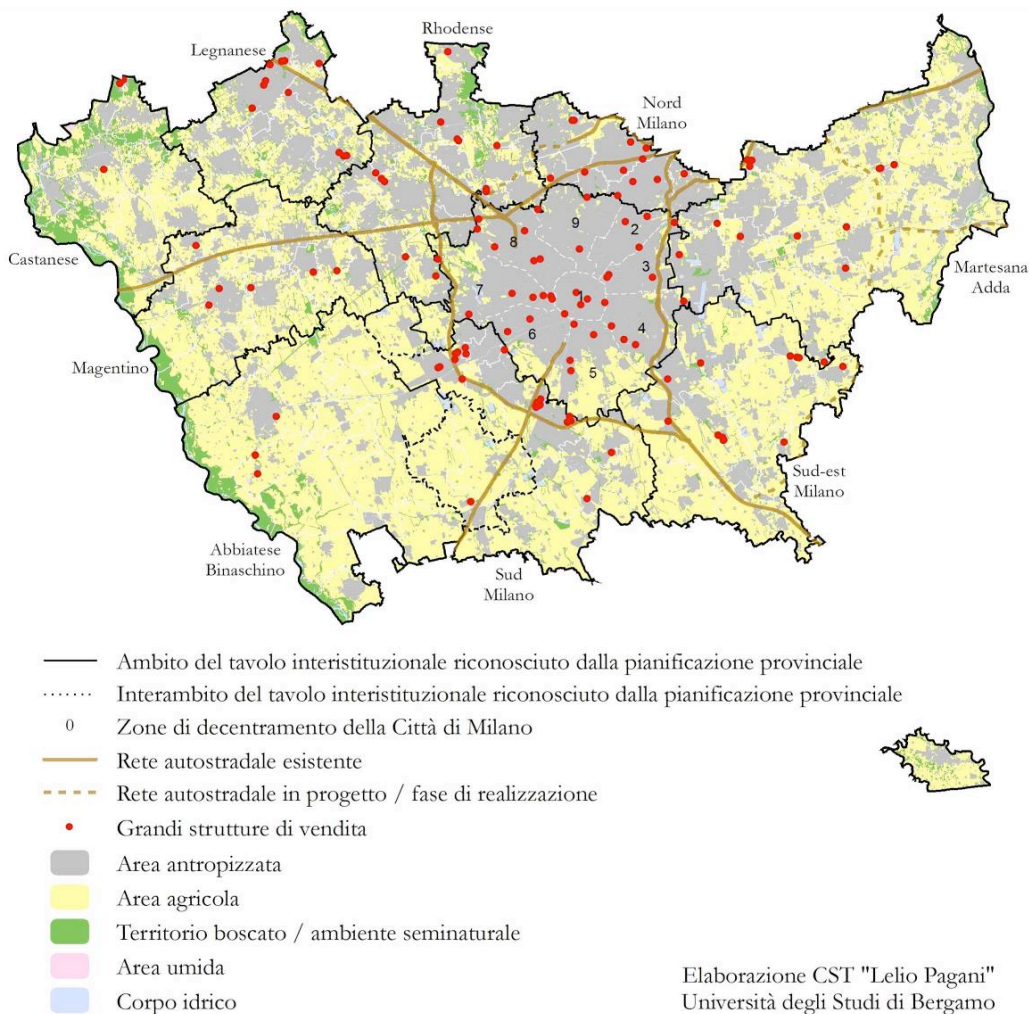 Rhodense
Legnanese
Nord
Milano
9
2
8
Castanese
3
Martesana
Adda
7
1
6
4
Magentino
5
Sud-est
Milano
Abbiatese
Binaschino
Sud
Milano
Ambito del tavolo interistituzionale riconosciuto dalla pianificazione provinciale
Interambito del tavolo interistituzionale riconosciuto dalla pianificazione provinciale
0 Zone di decentramento della Città di Milano
Rete autostradale esistente
Rete autostradale in progetto / fase di realizzazione
Grandi strutture di vendita
Area antropizzata
Area agricola
Territorio boscato / ambiente seminaturale
Area umida
Corpo idrico
Elaborazione CST "Lelio Pagani"
Università degli Studi di Bergamo